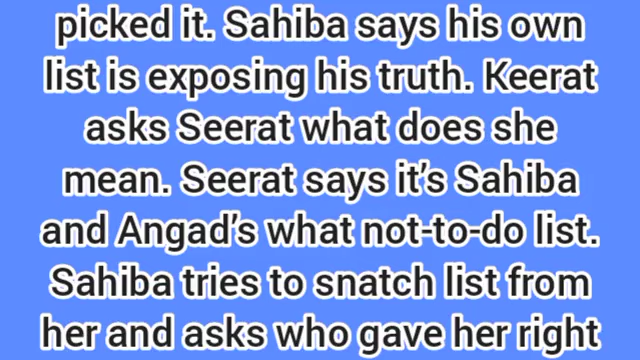 picked it. Sahiba says his own
list is exposing his truth. Keerat
asks Seerat what does she
mean. Seerat says it's Sahiba
and Angad's what not-to-do list.
Sahiba tries to snatch list from
her and asks who gave her right